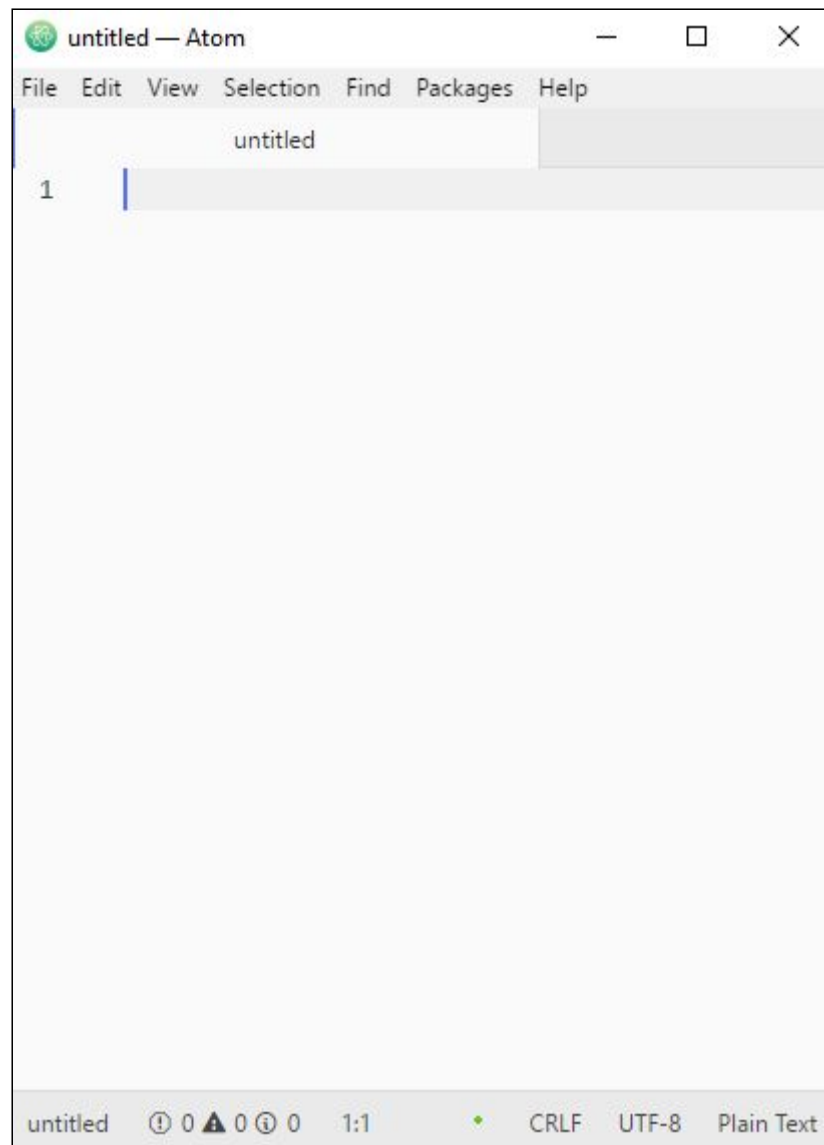 untitled — Atom
File Edit View Selection Find Packages Help
untitled
1
untitled 0 0 0 1:1 CRLF UTF-8 Plain Text